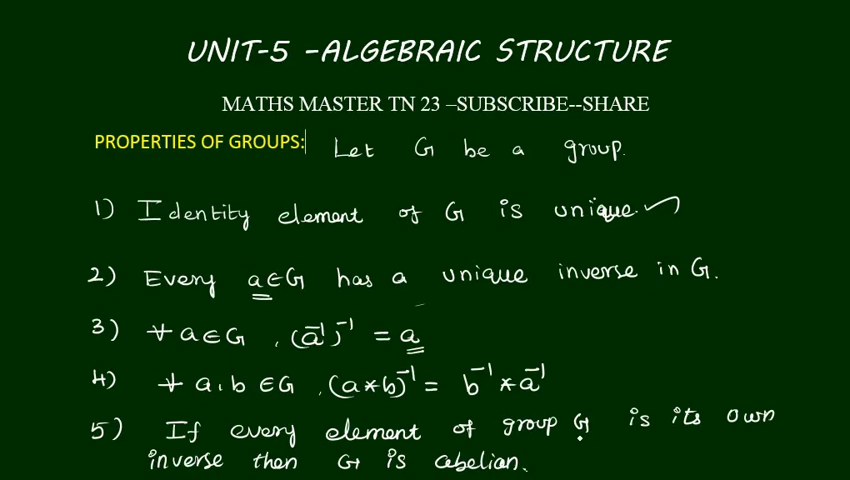 UNIT-5 -ALGEBRAIC STRUCTURE
MATHS MASTER TN 23 –SUBSCRIBE--SHARE
PROPERTIES OF GROUPS: Let G be a group.
1) Identity element of G is unique. ✓
2) Every a∈G has a unique inverse in G.
3) ∀ a∈G, (a⁻¹)⁻¹ = a
4) ∀ a, b ∈G, (a*b)⁻¹ = b⁻¹ * a⁻¹
5) If every element of group G is its own
inverse then G is abelian.